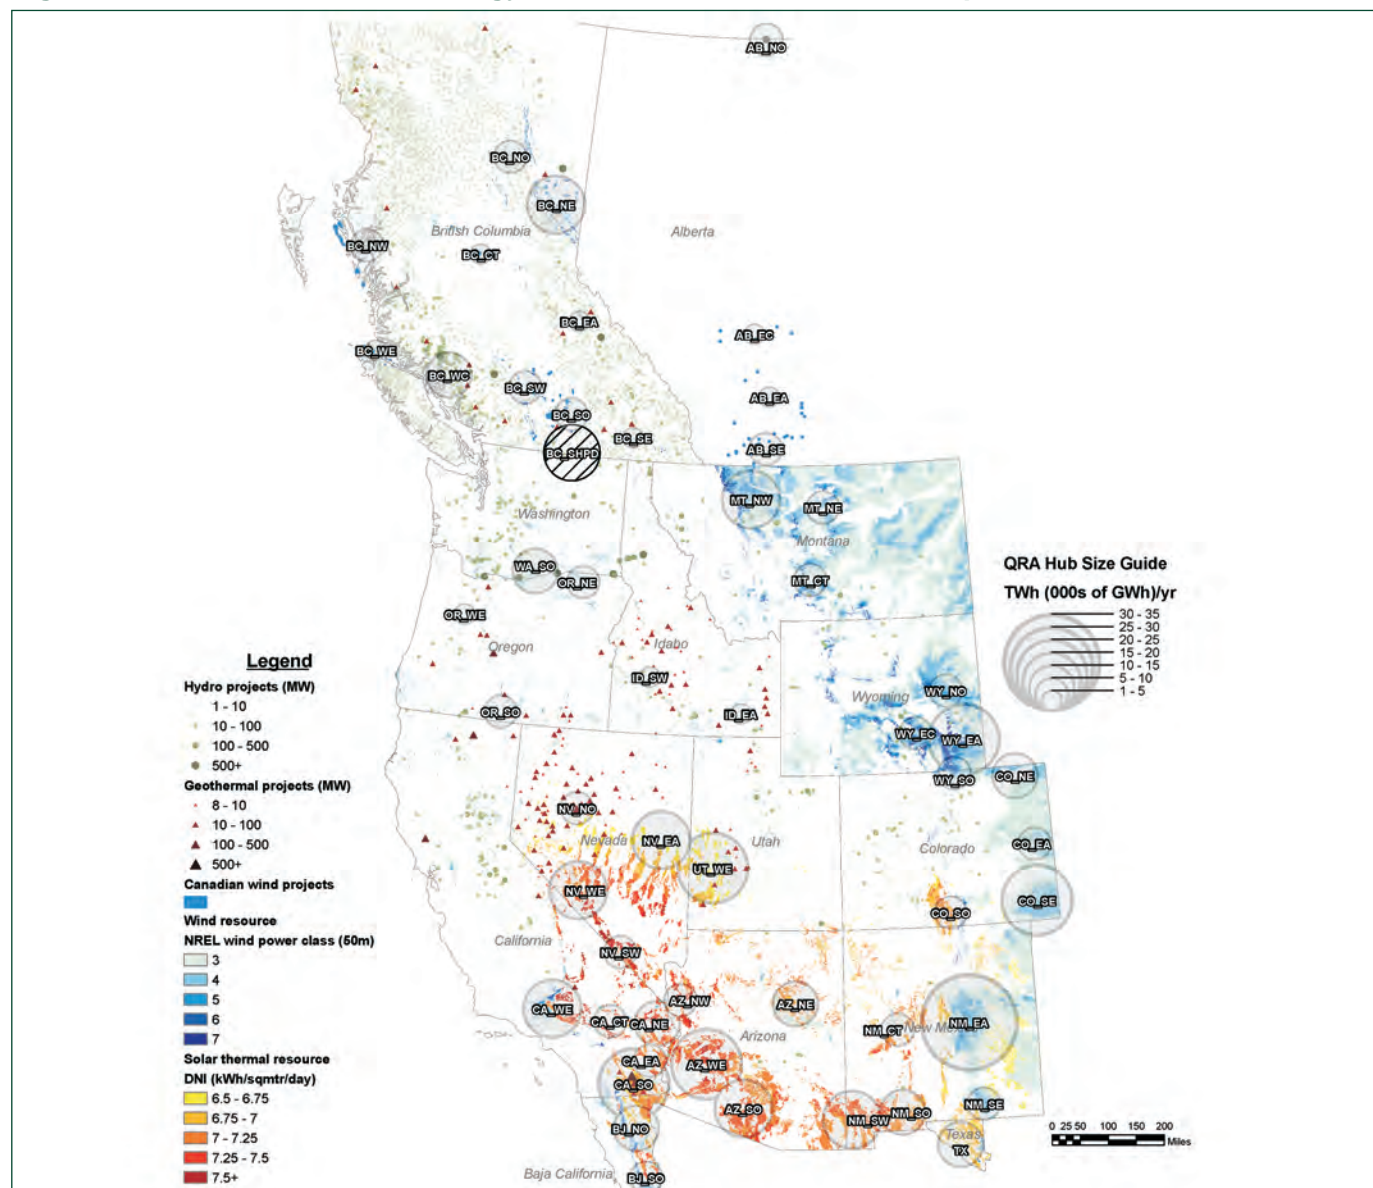 AB_NO
BC_NO
BC_NE
British Columbia
Alberta
BC_NW
BC_CT
BC_EA
AB_EC
BC_WE
BC_WC
BC_SW
AB_EA
BC_SO
BC_SE
AB_SE
BC_SHPD
MT_NW
MT_NE
Washington
Montana
WA_SO
OR_NE
MT_CT
QRA Hub Size Guide
TWh (000s of GWh)/yr
30 - 35
25 - 30
20 - 25
15 - 20
10 - 15
5 - 10
1 - 5
OR_WE
Oregon
Idaho
ID_SW
Wyoming
WY_NO
OR_SO
ID_EA
WY_EC
WY_EA
WY_SO
CO_NE
NV_NO
Nevada
NV_EA
Utah
Colorado
CO_EA
UT_WE
NV_WE
CO_SE
CO_SO
California
NV_SW
AZ_NW
AZ_NE
CA_WE
CA_CT
CA_NE
NM_CT
New Mexico
NM_EA
Arizona
CA_EA
AZ_WE
CA_SO
AZ_SO
NM_SW
NM_SO
NM_SE
BJ_NO
Texas
TX
Baja California
BJ_SO
0 25 50 100 150 200
Miles
Legend
Hydro projects (MW)
1 - 10
10 - 100
100 - 500
500+
Geothermal projects (MW)
8 - 10
10 - 100
100 - 500
500+
Canadian wind projects
Wind resource
NREL wind power class (50m)
3
4
5
6
7
Solar thermal resource
DNI (kWh/sqmtr/day)
6.5 - 6.75
6.75 - 7
7 - 7.25
7.25 - 7.5
7.5+